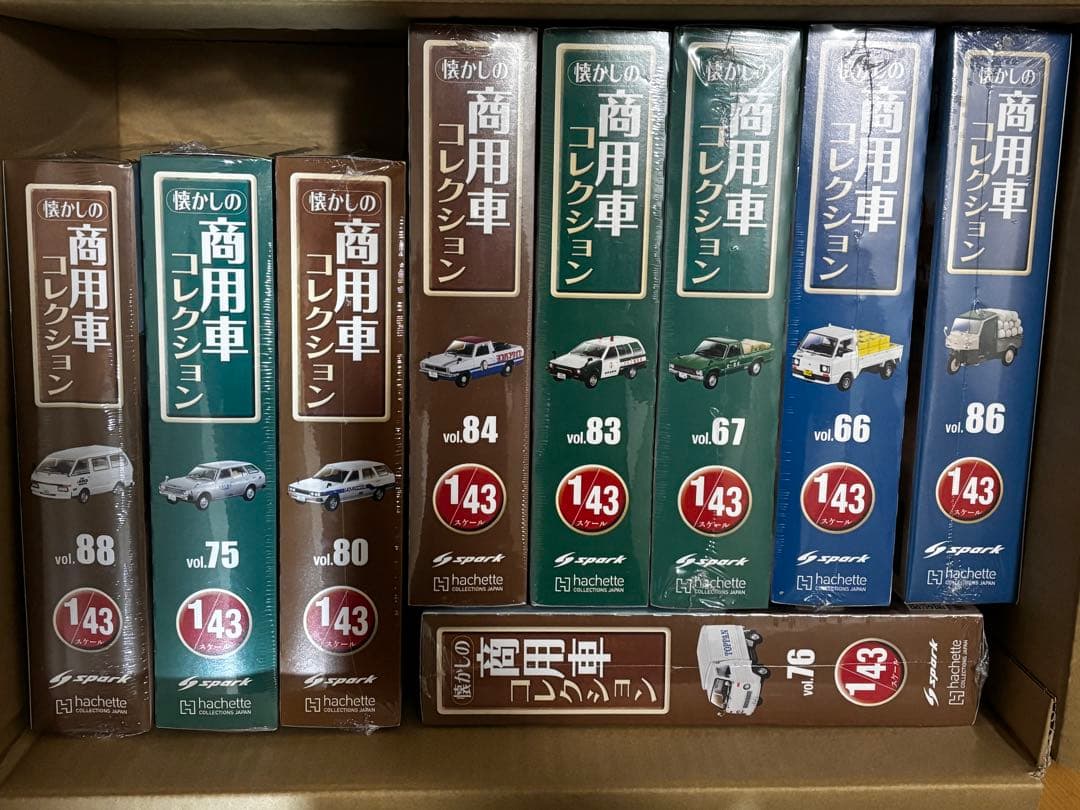 懐かしの
商用車
コレクション
vol.88
1/43
スケール
spark
hachette
COLLECTIONS JAPAN
懐かしの
商用車
コレクション
vol.75
1/43
スケール
spark
hachette
COLLECTIONS JAPAN
懐かしの
商用車
コレクション
vol.80
1/43
スケール
spark
hachette
COLLECTIONS JAPAN
懐かしの
商用車
コレクション
vol.84
1/43
スケール
spark
hachette
COLLECTIONS JAPAN
懐かしの
商用車
コレクション
vol.83
1/43
スケール
spark
hachette
COLLECTIONS JAPAN
懐かしの
商用車
コレクション
vol.67
1/43
スケール
spark
hachette
COLLECTIONS JAPAN
懐かしの
商用車
コレクション
vol.66
1/43
スケール
spark
hachette
COLLECTIONS JAPAN
懐かしの
商用車
コレクション
vol.86
1/43
スケール
spark
hachette
COLLECTIONS JAPAN
懐かしの
商用車
コレクション
TOPPAN
vol.76
1/43
スケール
spark
hachette
COLLECTIONS JAPAN